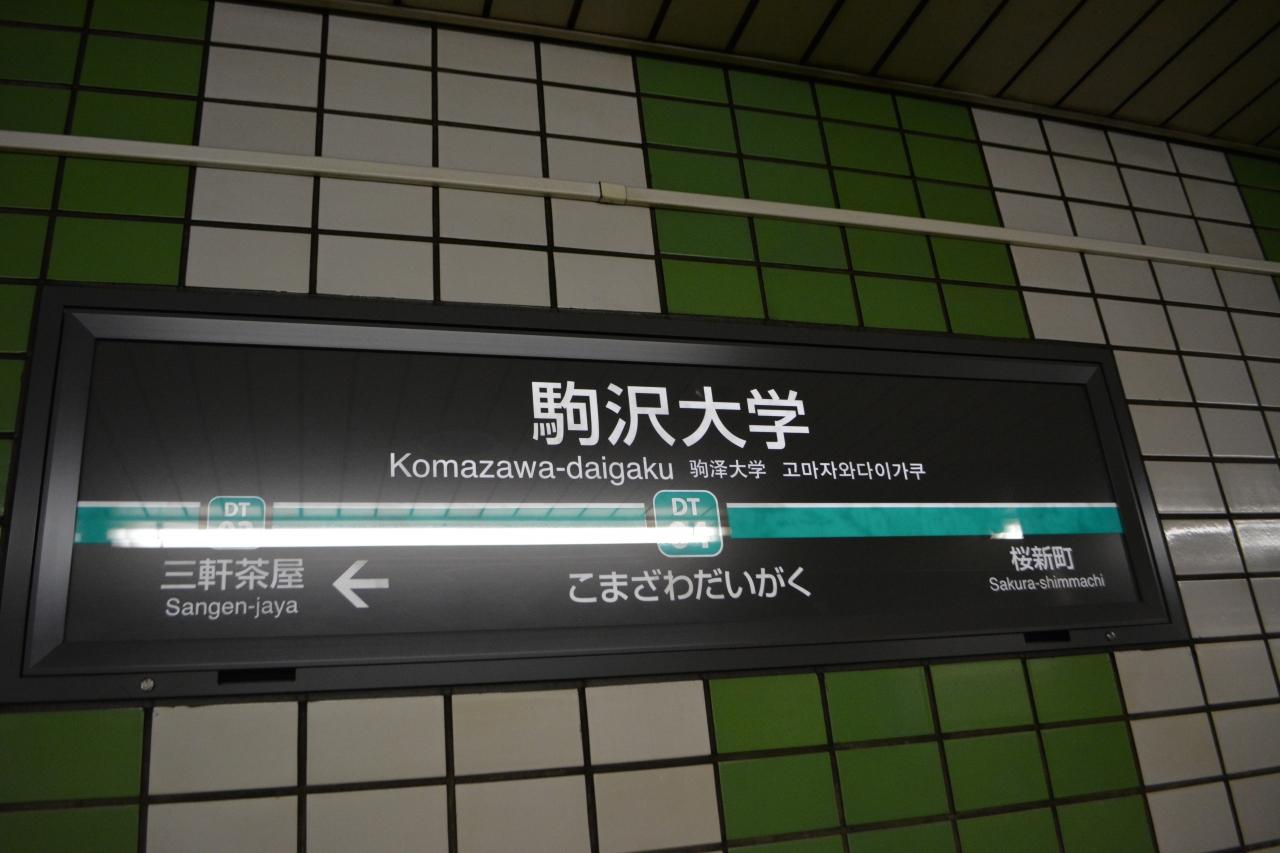 駒沢大学
Komazawa-daigaku 驹泽大学 고마자와다이가쿠
DT
03
DT
04
三軒茶屋
Sangen-jaya
←
こまざわだいがく
桜新町
Sakura-shimmachi